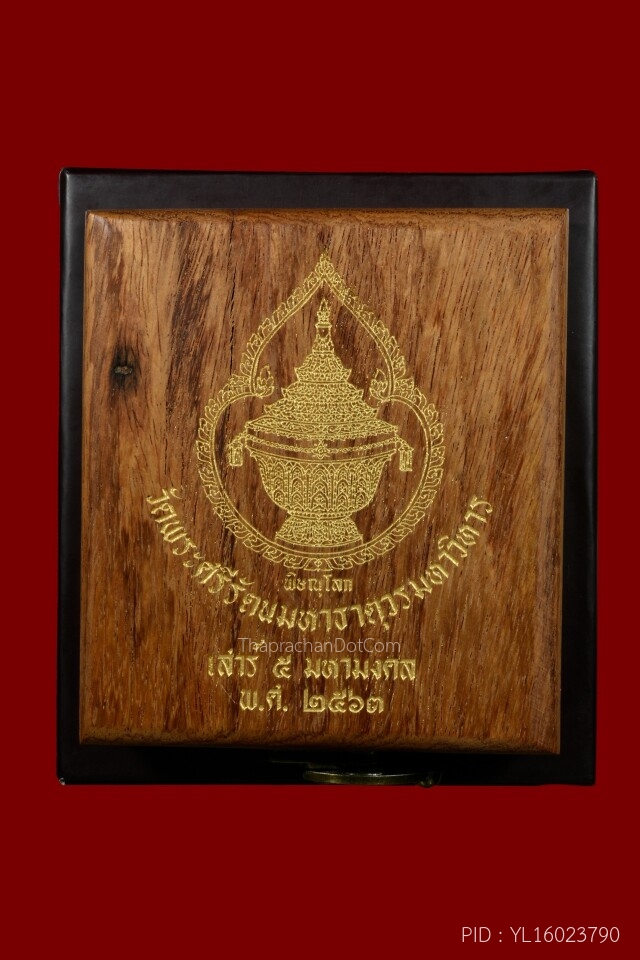 พิษณุโลก
วัดพระศรีรัตนมหาธาตุวรมหาวิหาร
ThaprachanDotCom
เสาร์ ๕ มหามงคล
พ.ศ. ๒๕๖๓
PID : YL16023790